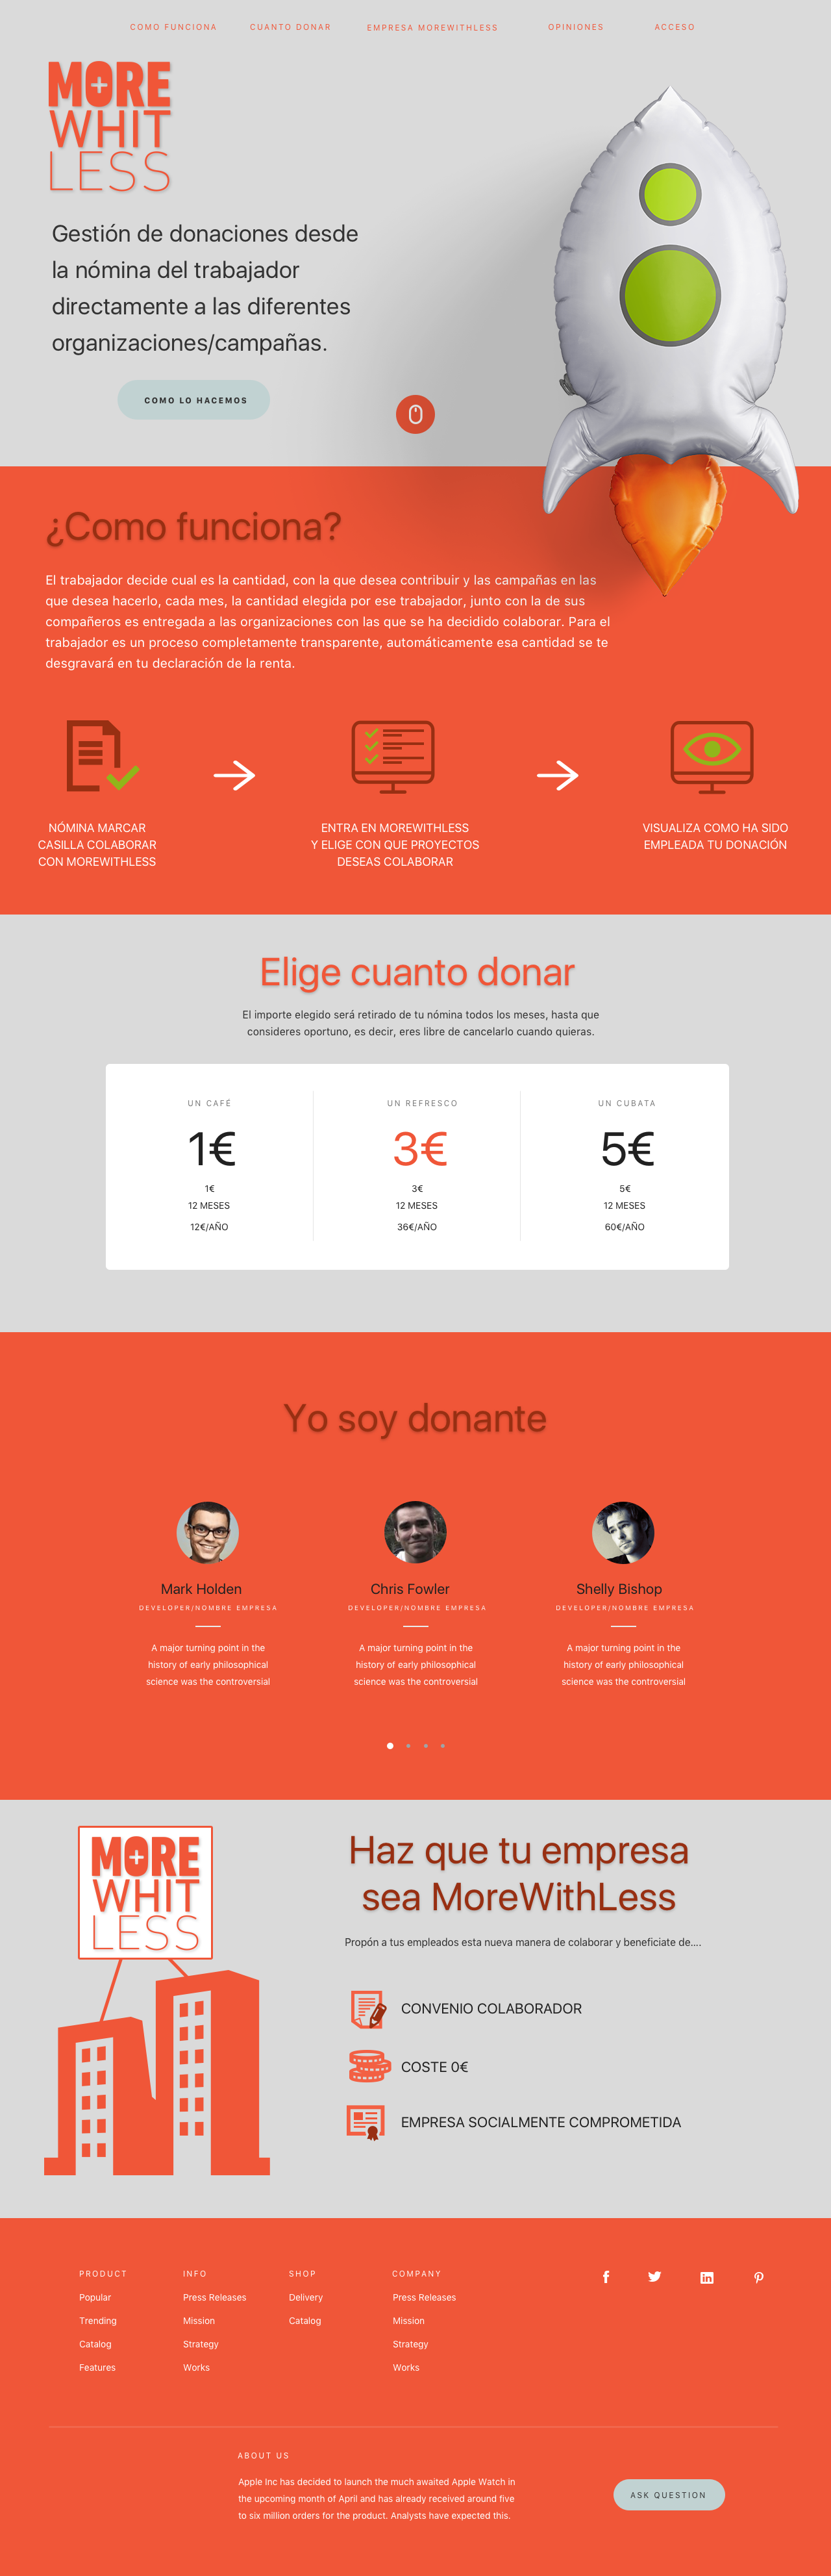 COMO FUNCIONA CUANTO DONAR EMPRESA MOREWITHLESS OPINIONES ACCESO
MORE
WHIT
LESS
Gestión de donaciones desde
la nómina del trabajador
directamente a las diferentes
organizaciones/campañas.
COMO LO HACEMOS
¿Como funciona?
El trabajador decide cual es la cantidad, con la que desea contribuir y las campañas en las
que desea hacerlo, cada mes, la cantidad elegida por ese trabajador, junto con la de sus
compañeros es entregada a las organizaciones con las que se ha decidido colaborar. Para el
trabajador es un proceso completamente transparente, automáticamente esa cantidad se te
desgravará en tu declaración de la renta.
NÓMINA MARCAR
CASILLA COLABORAR
CON MOREWITHLESS
ENTRA EN MOREWITHLESS
Y ELIGE CON QUE PROYECTOS
DESEAS COLABORAR
VISUALIZA COMO HA SIDO
EMPLEADA TU DONACIÓN
Elige cuanto donar
El importe elegido será retirado de tu nómina todos los meses, hasta que
consideres oportuno, es decir, eres libre de cancelarlo cuando quieras.
UN CAFÉ
1€
1€
12 MESES
12€/AÑO
UN REFRESCO
3€
3€
12 MESES
36€/AÑO
UN CUBATA
5€
5€
12 MESES
60€/AÑO
Yo soy donante
Mark Holden
DEVELOPER/NOMBRE EMPRESA
A major turning point in the
history of early philosophical
science was the controversial
Chris Fowler
DEVELOPER/NOMBRE EMPRESA
A major turning point in the
history of early philosophical
science was the controversial
Shelly Bishop
DEVELOPER/NOMBRE EMPRESA
A major turning point in the
history of early philosophical
science was the controversial
MORE
WHIT
LESS
Haz que tu empresa
sea MoreWithLess
Propón a tus empleados esta nueva manera de colaborar y beneficiate de....
CONVENIO COLABORADOR
COSTE 0€
EMPRESA SOCIALMENTE COMPROMETIDA
PRODUCT
Popular
Trending
Catalog
Features
INFO
Press Releases
Mission
Strategy
Works
SHOP
Delivery
Catalog
COMPANY
Press Releases
Mission
Strategy
Works
ABOUT US
Apple Inc has decided to launch the much awaited Apple Watch in
the upcoming month of April and has already received around five
to six million orders for the product. Analysts have expected this.
ASK QUESTION